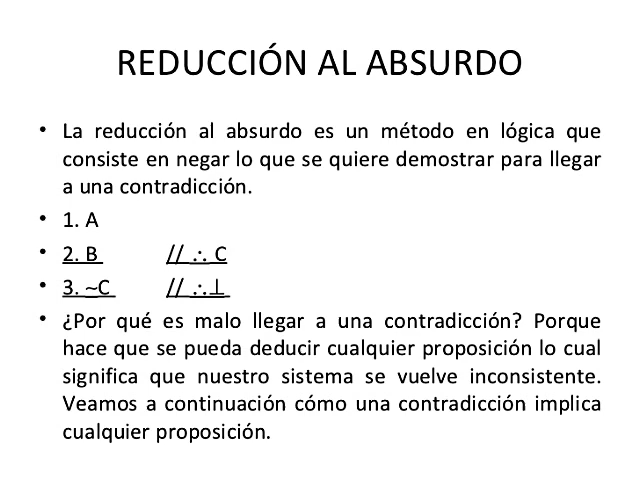 REDUCCIÓN AL ABSURDO
• La reducción al absurdo es un método en lógica que
consiste en negar lo que se quiere demostrar para llegar
a una contradicción.
• 1. A
• 2. B // ∴ C
• 3. ~C // ∴⊥
• ¿Por qué es malo llegar a una contradicción? Porque
hace que se pueda deducir cualquier proposición lo cual
significa que nuestro sistema se vuelve inconsistente.
Veamos a continuación cómo una contradicción implica
cualquier proposición.